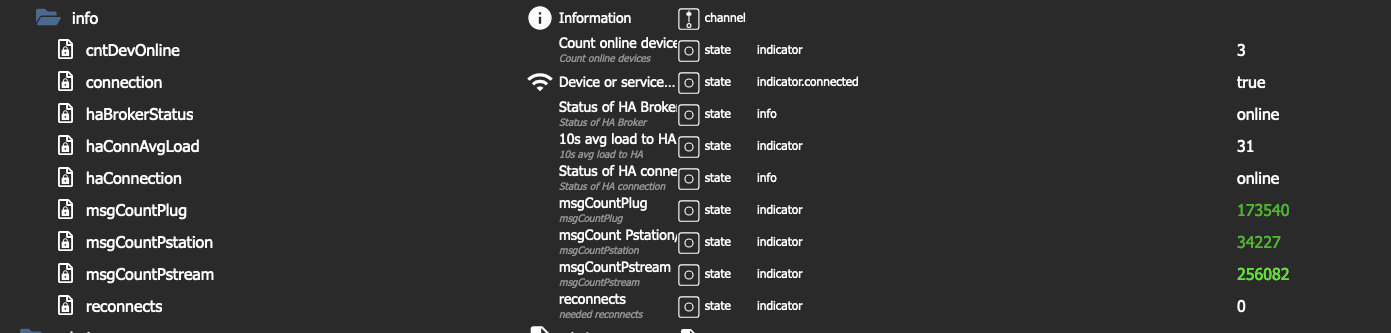 info Information channel
cntDevOnline Count online device state indicator 3
Count online devices
connection Device or service... state indicator.connected true
haBrokerStatus Status of HA Broker state info online
Status of HA Broker
haConnAvgLoad 10s avg load to HA state indicator 31
10s avg load to HA
haConnection Status of HA conne state info online
Status of HA connection
msgCountPlug msgCountPlug state indicator 173540
msgCountPlug
msgCountPstation msgCount Pstation/ state indicator 34227
msgCountPstation
msgCountPstream msgCountPstream state indicator 256082
msgCountPstream
reconnects reconnects state indicator 0
needed reconnects